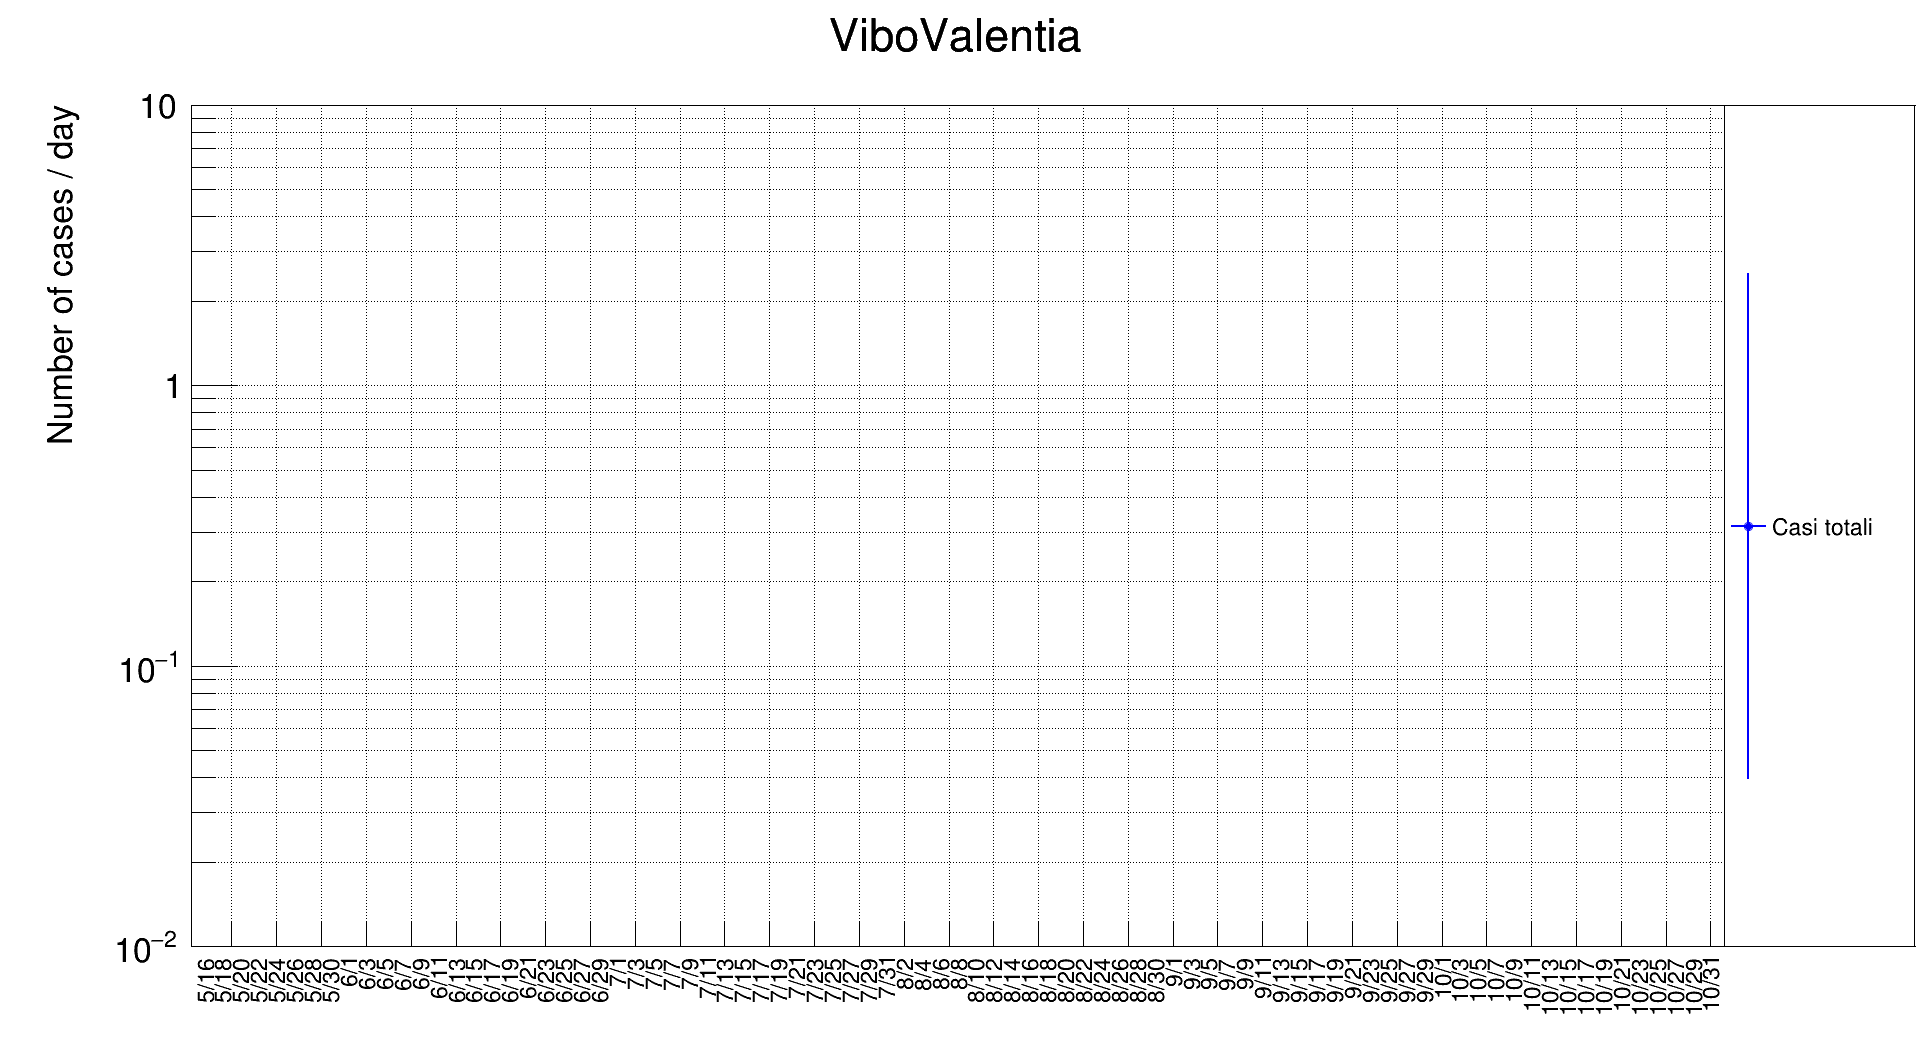 ViboValentia
Number of cases / day
10
1
10⁻¹
10⁻²
Casi totali
5/16 5/18 5/20 5/22 5/24 5/26 5/28 5/30 6/1 6/3 6/5 6/7 6/9 6/11 6/13 6/15 6/17 6/19 6/21 6/23 6/25 6/27 6/29 7/1 7/3 7/5 7/7 7/9 7/11 7/13 7/15 7/17 7/19 7/21 7/23 7/25 7/27 7/29 7/31 8/2 8/4 8/6 8/8 8/10 8/12 8/14 8/16 8/18 8/20 8/22 8/24 8/26 8/28 8/30 9/1 9/3 9/5 9/7 9/9 9/11 9/13 9/15 9/17 9/19 9/21 9/23 9/25 9/27 9/29 10/1 10/3 10/5 10/7 10/9 10/11 10/13 10/15 10/17 10/19 10/21 10/23 10/25 10/27 10/29 10/31